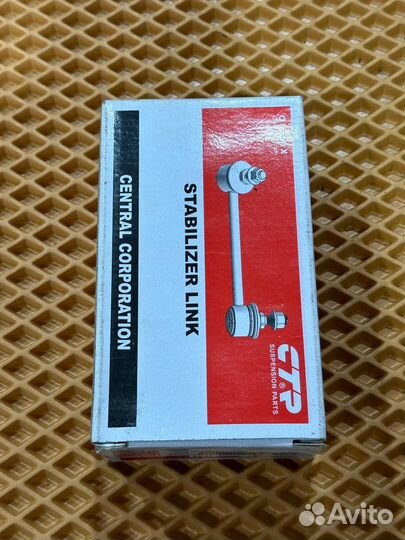 CTR
®
SUSPENSION PARTS
STABILIZER LINK
CENTRAL CORPORATION
Avito